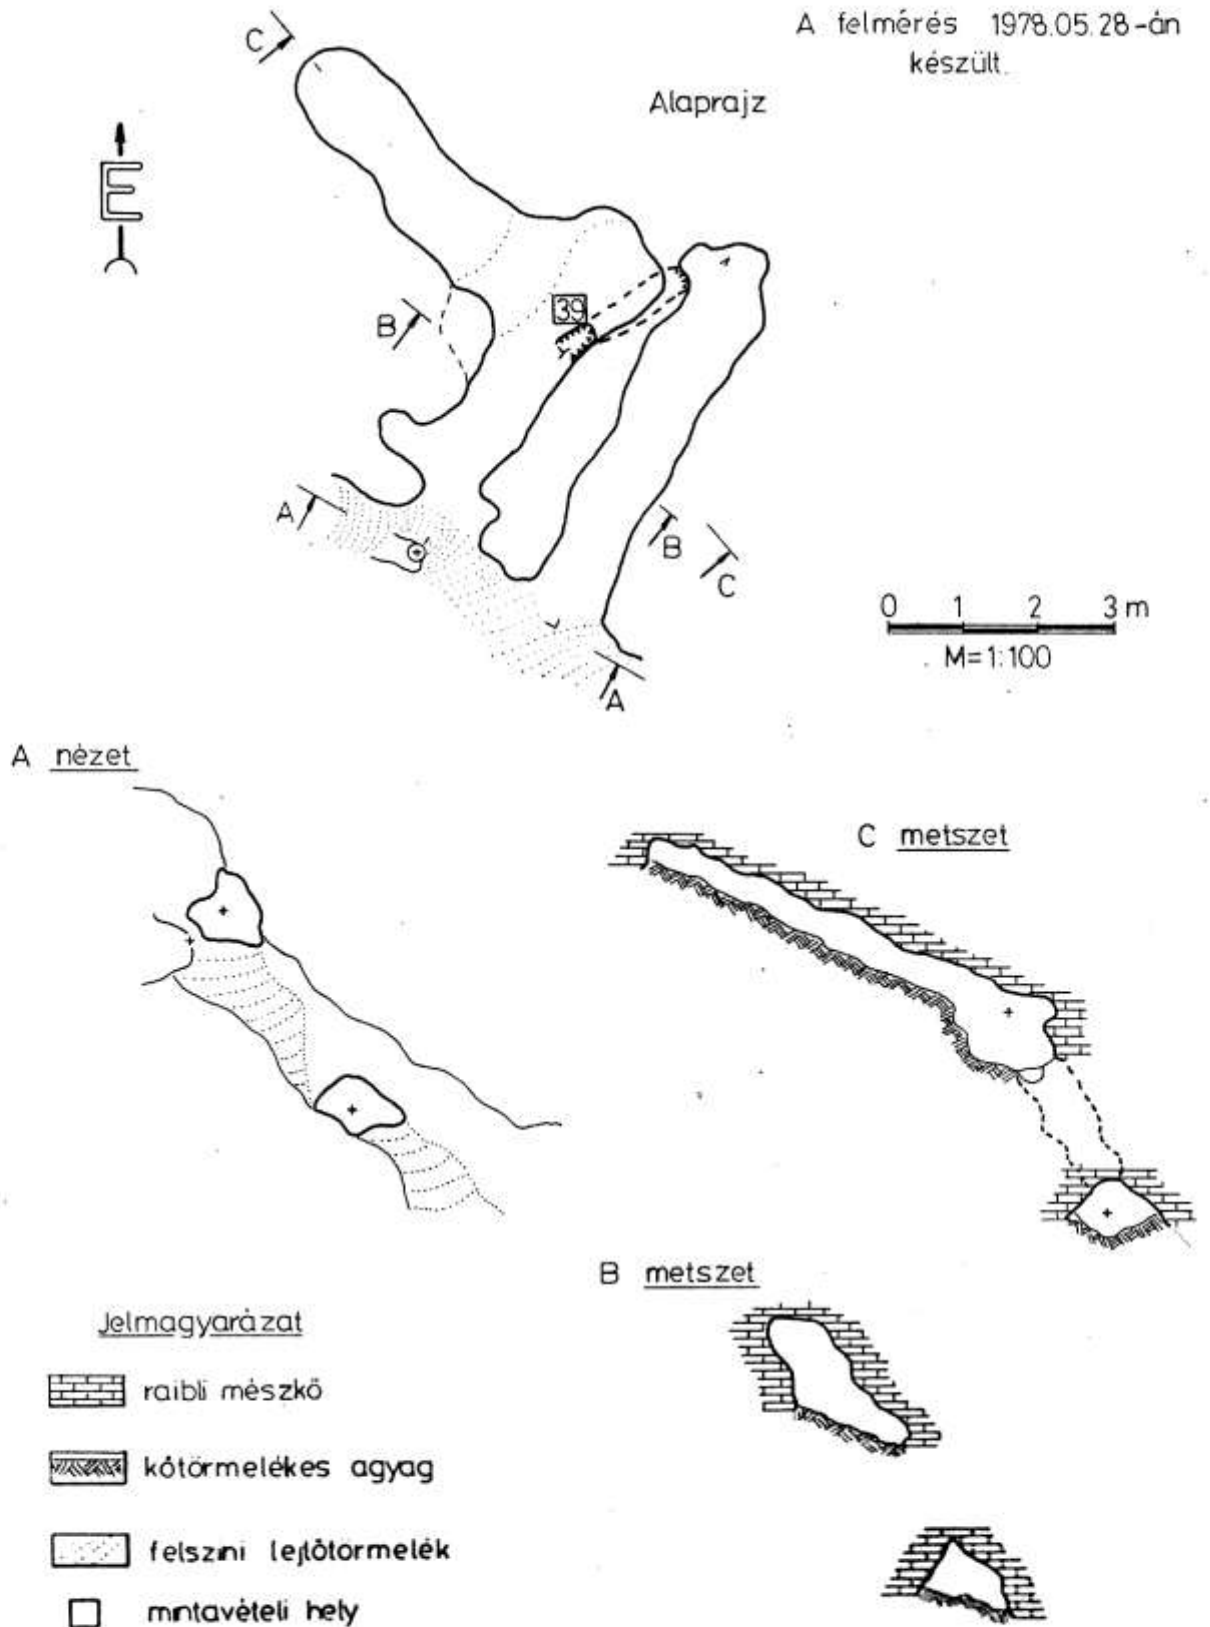 A felmérés 1978.05.28-án
készült.
Alaprajz
C
É
B
39
A
B
C
A
0 1 2 3 m
M=1:100
A nézet
C metszet
B metszet
Jelmagyarázat
raibli mészkő
kőtörmelékes agyag
felszini lejtőtörmelék
mintavételi hely